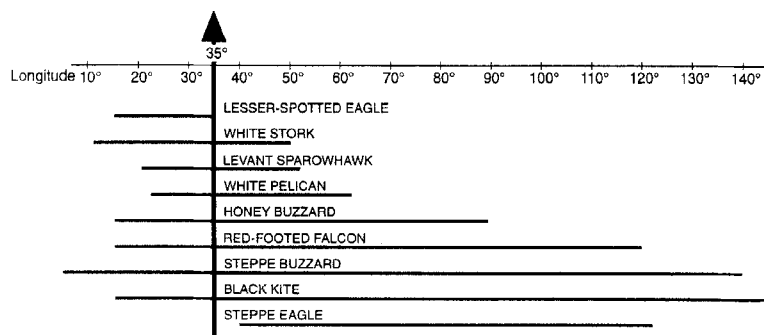 35°
Longitude 10° 20° 30° 40° 50° 60° 70° 80° 90° 100° 110° 120° 130° 140°
LESSER-SPOTTED EAGLE
WHITE STORK
LEVANT SPAROWHAWK
WHITE PELICAN
HONEY BUZZARD
RED-FOOTED FALCON
STEPPE BUZZARD
BLACK KITE
STEPPE EAGLE